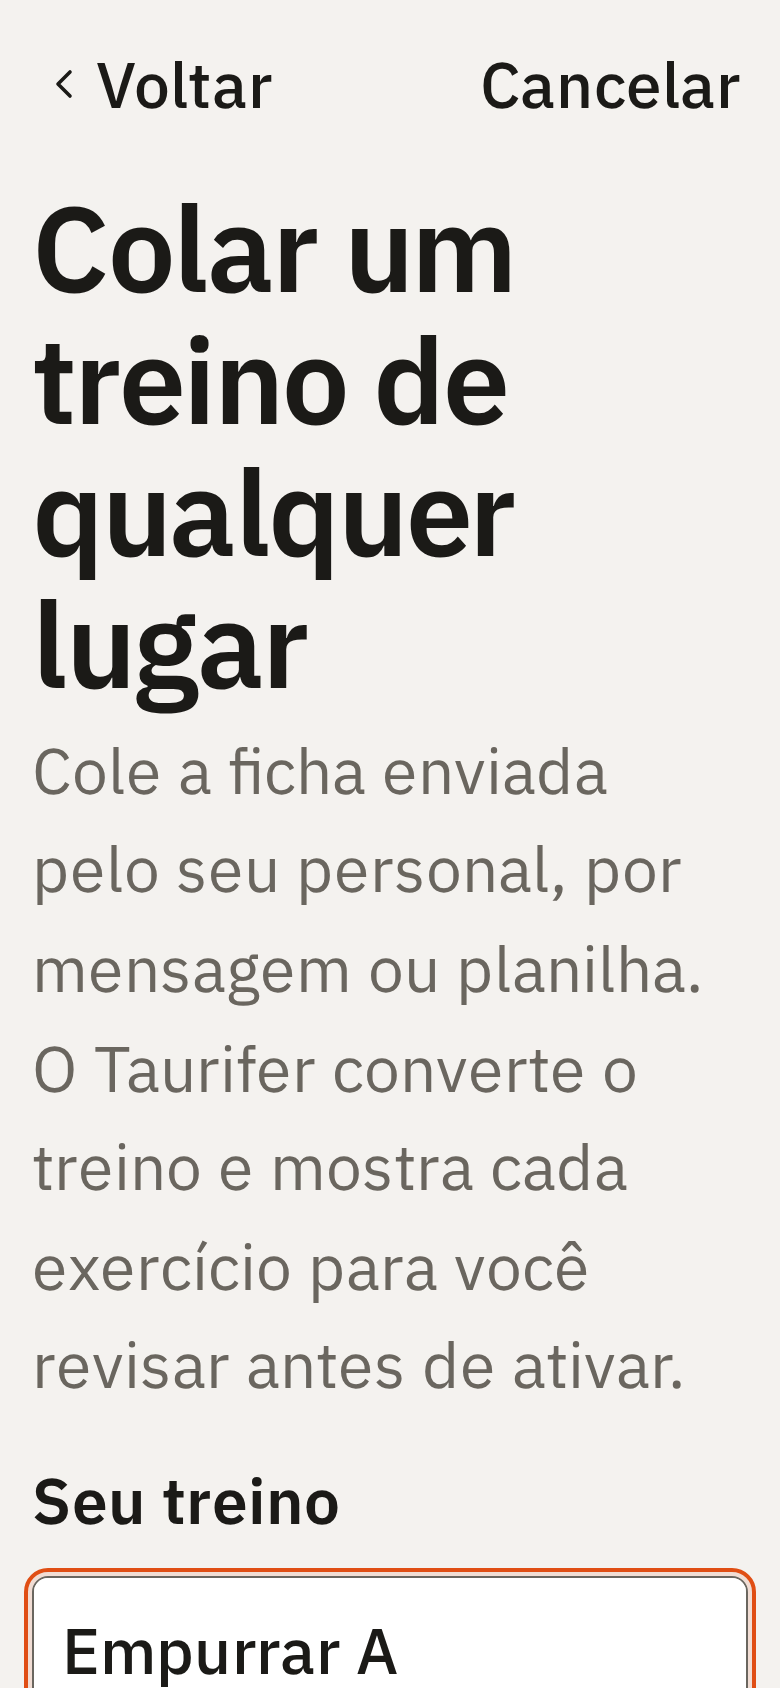 Voltar
Cancelar
Colar um
treino de
qualquer
lugar
Cole a ficha enviada
pelo seu personal, por
mensagem ou planilha.
O Taurifer converte o
treino e mostra cada
exercício para você
revisar antes de ativar.
Seu treino
Empurrar A